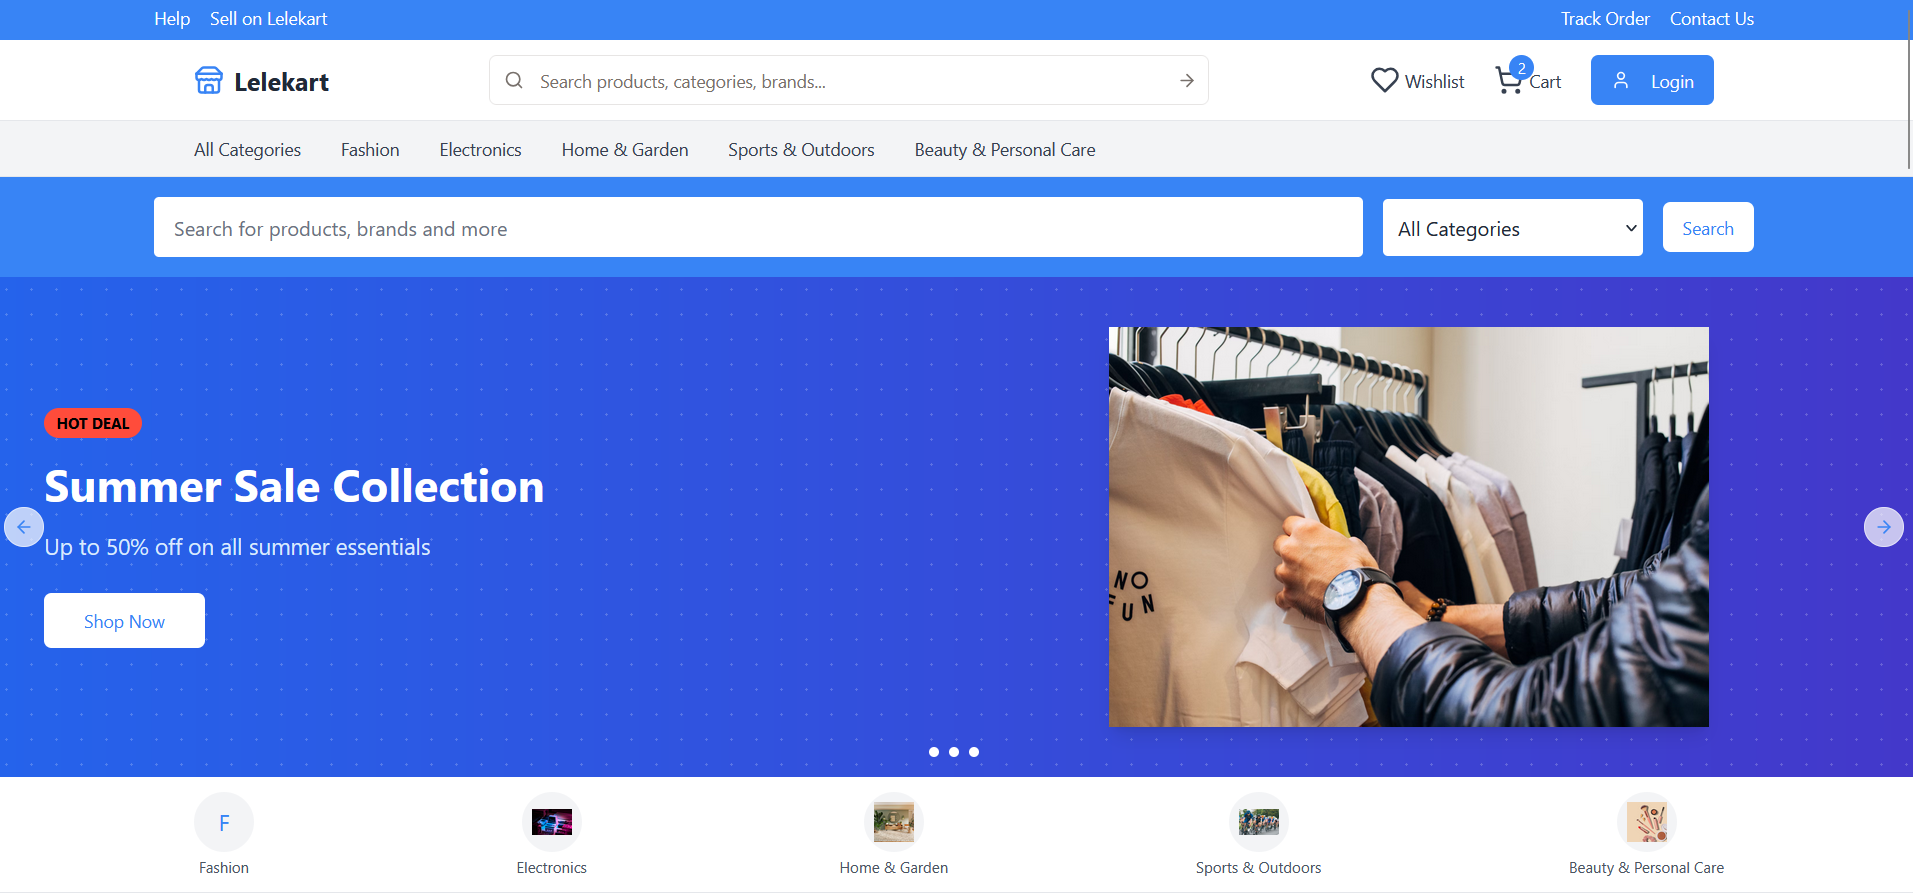 Help Sell on Lelekart Track Order Contact Us
Lelekart Search products, categories, brands... Wishlist 2 Cart Login
All Categories Fashion Electronics Home & Garden Sports & Outdoors Beauty & Personal Care
Search for products, brands and more All Categories Search
HOT DEAL
Summer Sale Collection
Up to 50% off on all summer essentials
Shop Now
NO
FUN
F
Fashion Electronics Home & Garden Sports & Outdoors Beauty & Personal Care